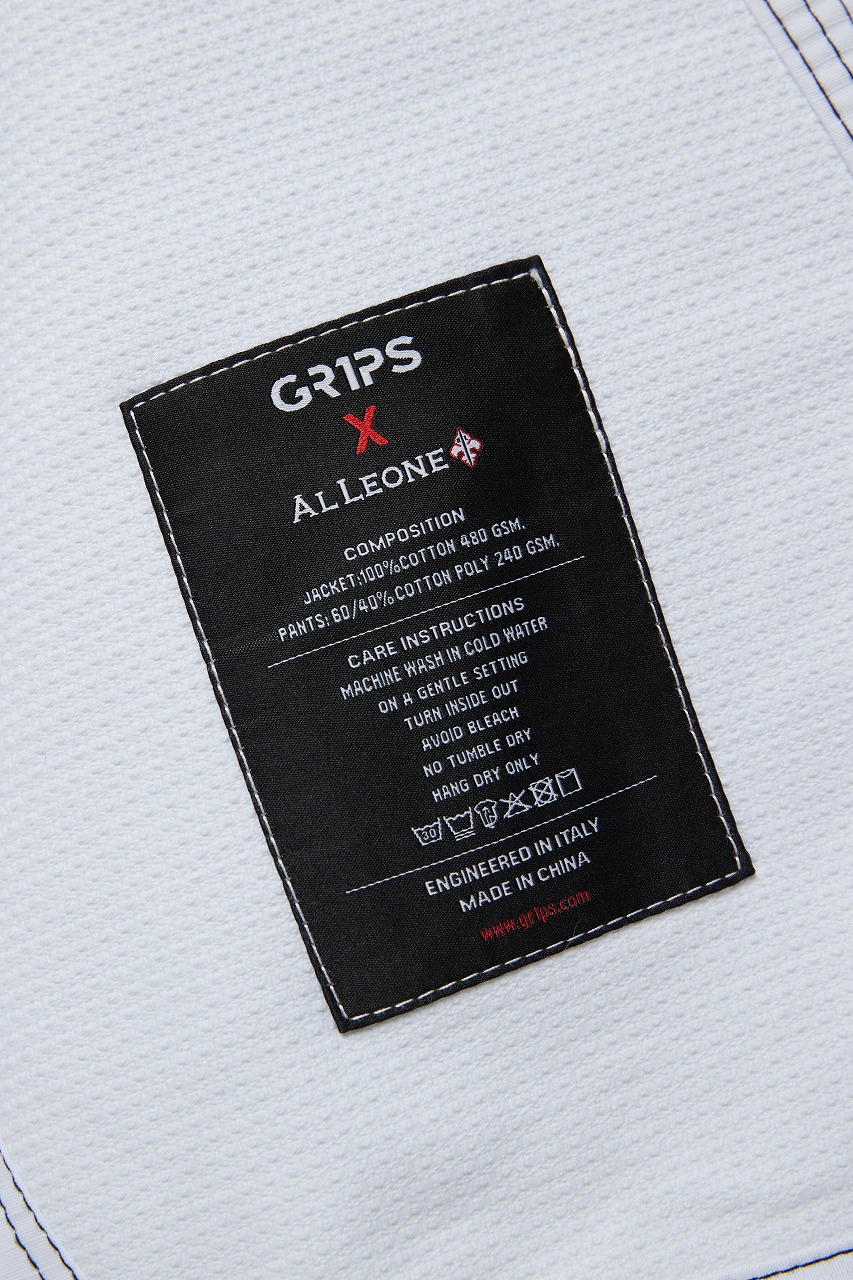 GR1PS
X
AL LEONE
COMPOSITION
JACKET:100%COTTON 480 GSM.
PANTS: 60/40% COTTON POLY 240 GSM.
CARE INSTRUCTIONS
MACHINE WASH IN COLD WATER
ON A GENTLE SETTING
TURN INSIDE OUT
AVOID BLEACH
NO TUMBLE DRY
HANG DRY ONLY
30
ENGINEERED IN ITALY
MADE IN CHINA
www.gr1ps.com